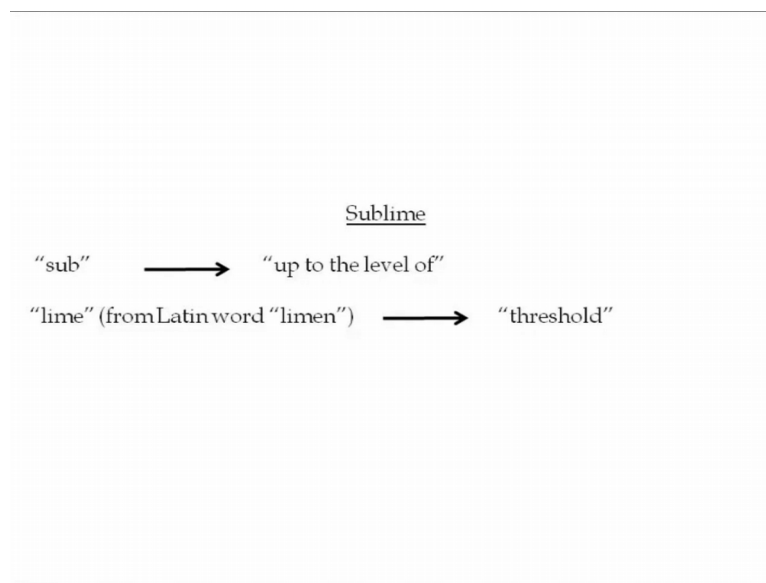 Sublime
“sub” “up to the level of”
“lime” (from Latin word “limen”) “threshold”